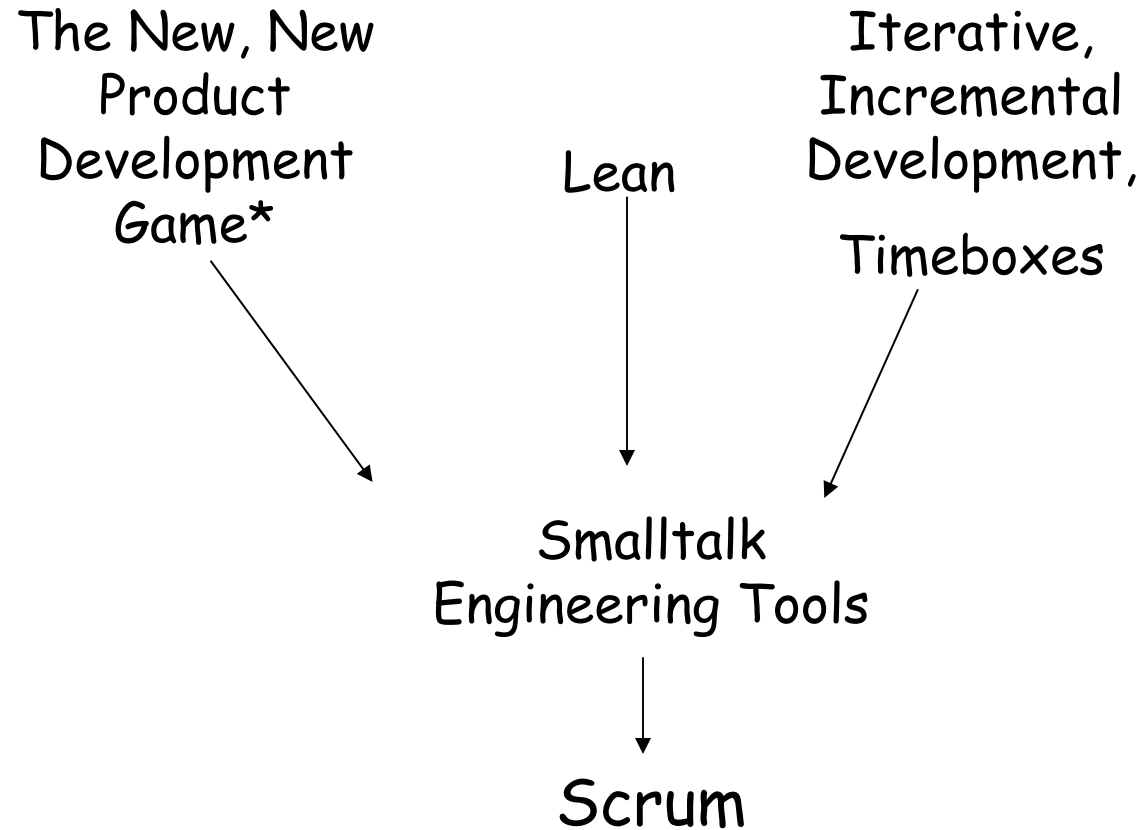 The New, New
Product
Development
Game*
Lean
Iterative,
Incremental
Development,
Timeboxes
Smalltalk
Engineering Tools
Scrum